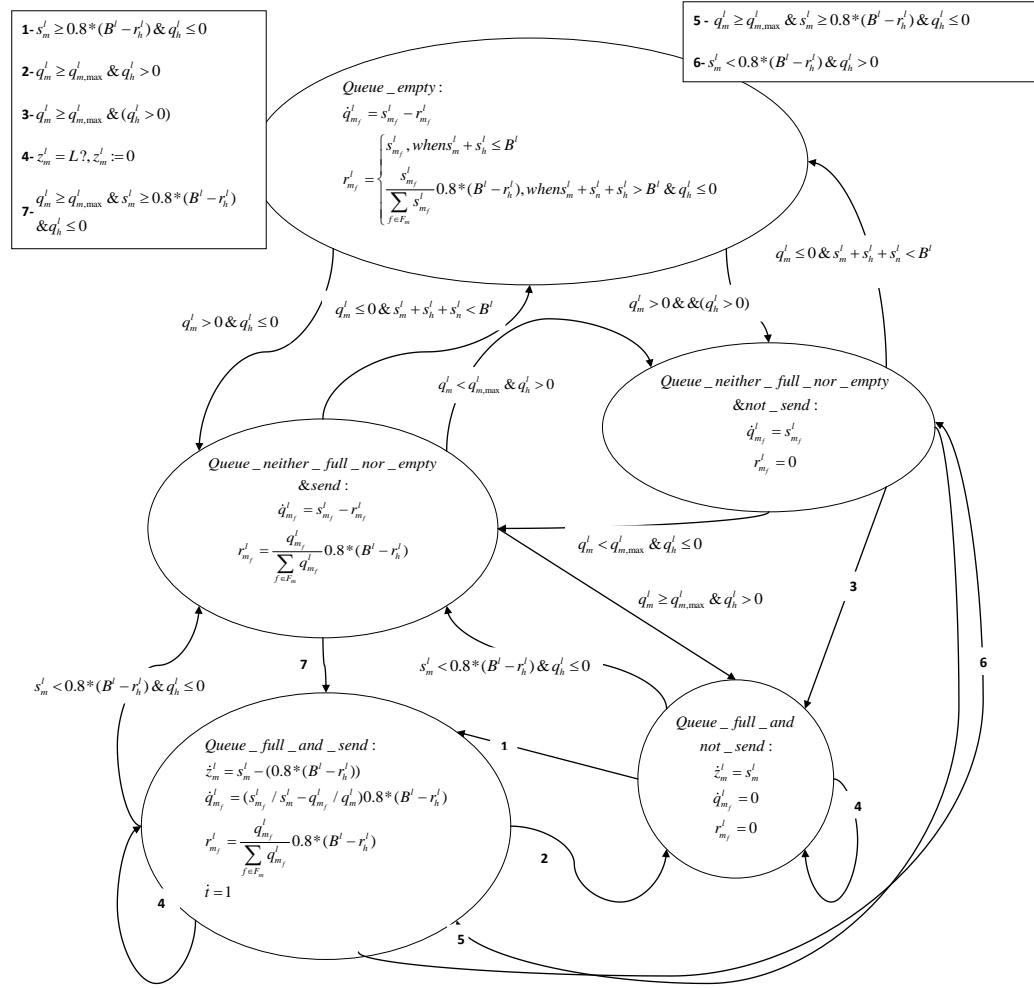 1- s_m^l ≥ 0.8*(B^l − r_h^l) & q_h^l ≤ 0
2- q_m^l ≥ q_{m,max}^l & q_h^l > 0
3- q_m^l ≥ q_{m,max}^l & (q_h^l > 0)
4- z_m^l = L?, z_m^l := 0
q_m^l ≥ q_{m,max}^l & s_m^l ≥ 0.8*(B^l − r_h^l)
7-
& q_h^l ≤ 0
5 - q_m^l ≥ q_{m,max}^l & s_m^l ≥ 0.8*(B^l − r_h^l) & q_h^l ≤ 0
6- s_m^l < 0.8*(B^l − r_h^l) & q_h^l > 0
Queue_empty:
q̇_{m_f}^l = s_{m_f}^l − r_{m_f}^l
r_{m_f}^l = { s_{m_f}^l, when s_m^l + s_h^l ≤ B^l
s_{m_f}^l / ∑_{f∈F_m} s_{m_f}^l 0.8*(B^l − r_h^l), when s_m^l + s_n^l + s_h^l > B^l & q_h^l ≤ 0
q_m^l > 0 & q_h^l ≤ 0
q_m^l ≤ 0 & s_m^l + s_h^l + s_n^l < B^l
q_m^l > 0 && (q_h^l > 0)
q_m^l ≤ 0 & s_m^l + s_h^l + s_n^l < B^l
q_m^l < q_{m,max}^l & q_h^l > 0
Queue_neither_full_nor_empty
&not_send:
q̇_{m_f}^l = s_{m_f}^l
r_{m_f}^l = 0
Queue_neither_full_nor_empty
&send:
q̇_{m_f}^l = s_{m_f}^l − r_{m_f}^l
r_{m_f}^l = q_{m_f}^l / ∑_{f∈F_m} q_{m_f}^l 0.8*(B^l − r_h^l)
q_m^l < q_{m,max}^l & q_h^l ≤ 0
q_m^l ≥ q_{m,max}^l & q_h^l > 0
3
7
6
s_m^l < 0.8*(B^l − r_h^l) & q_h^l ≤ 0
s_m^l < 0.8*(B^l − r_h^l) & q_h^l ≤ 0
1
Queue_full_and
not_send:
ż_m^l = s_m^l
q̇_{m_f}^l = 0
r_{m_f}^l = 0
4
Queue_full_and_send:
ż_m^l = s_m^l − (0.8*(B^l − r_h^l))
q̇_{m_f}^l = (s_{m_f}^l / s_m^l − q_{m_f}^l / q_m^l)0.8*(B^l − r_h^l)
r_{m_f}^l = q_{m_f}^l / ∑_{f∈F_m} q_{m_f}^l 0.8*(B^l − r_h^l)
ṫ = 1
2
4
5